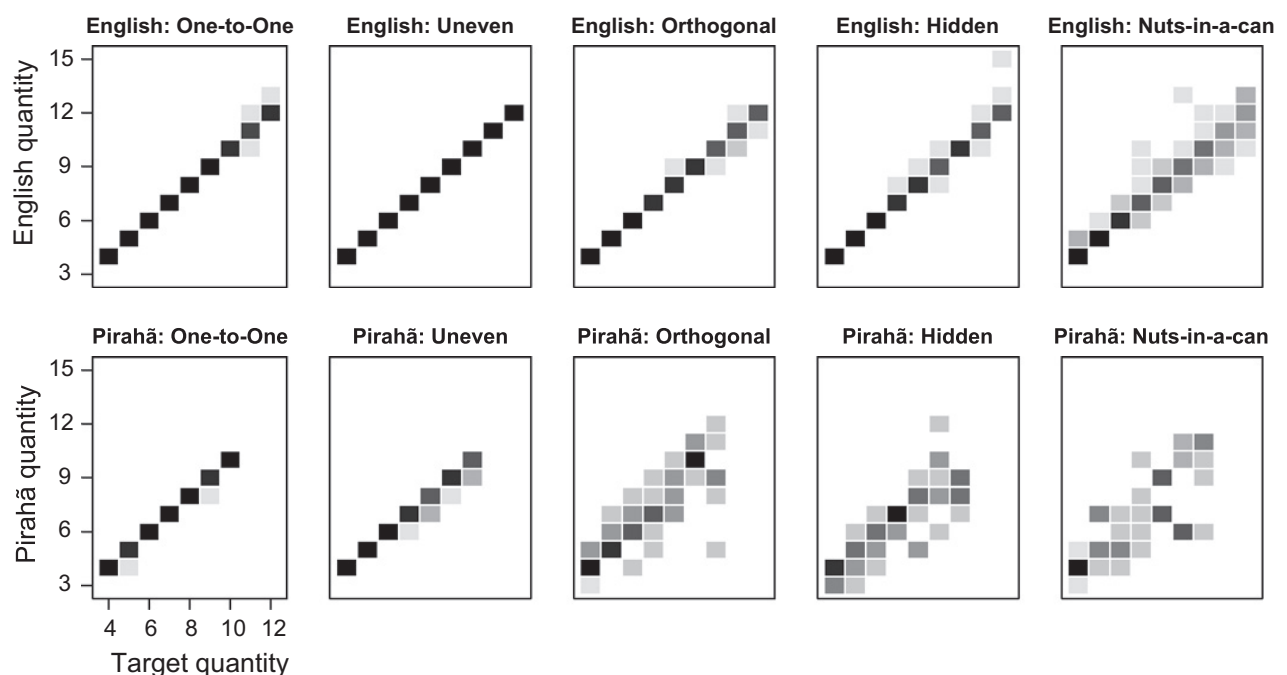 English: One-to-One
English: Uneven
English: Orthogonal
English: Hidden
English: Nuts-in-a-can
English quantity
15
12
9
6
3
Pirahã: One-to-One
Pirahã: Uneven
Pirahã: Orthogonal
Pirahã: Hidden
Pirahã: Nuts-in-a-can
Pirahã quantity
15
12
9
6
3
4 6 8 10 12
Target quantity